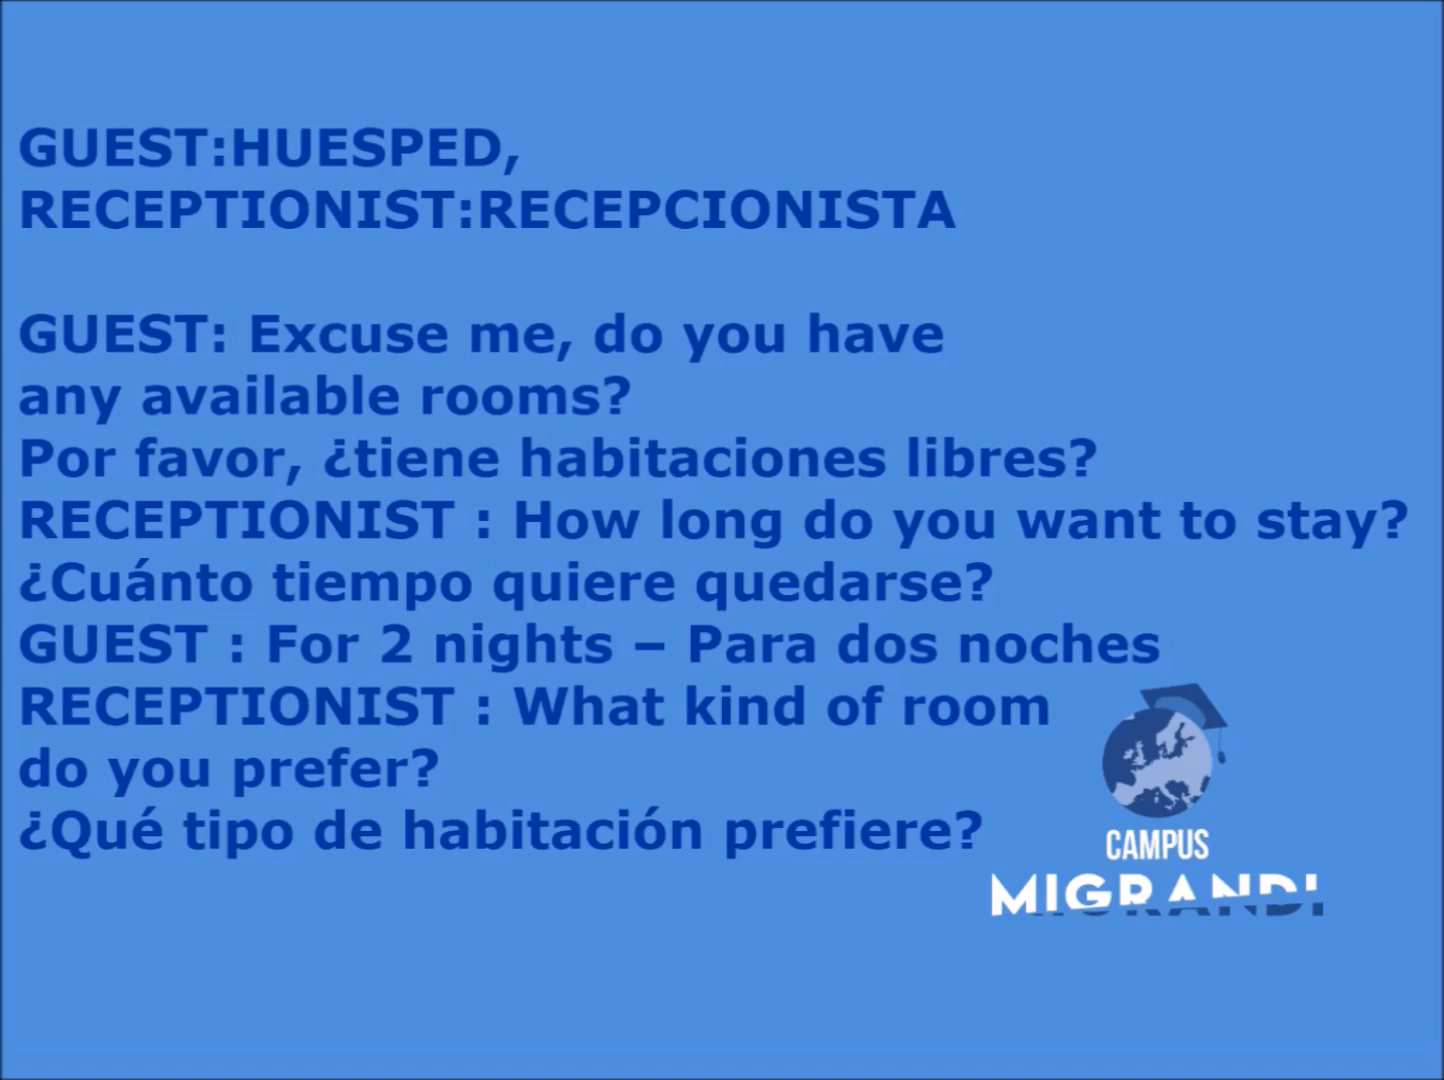 GUEST:HUESPED,
RECEPTIONIST:RECEPCIONISTA
GUEST: Excuse me, do you have
any available rooms?
Por favor, ¿tiene habitaciones libres?
RECEPTIONIST : How long do you want to stay?
¿Cuánto tiempo quiere quedarse?
GUEST : For 2 nights – Para dos noches
RECEPTIONIST : What kind of room
do you prefer?
¿Qué tipo de habitación prefiere?
CAMPUS
MIGRANDI